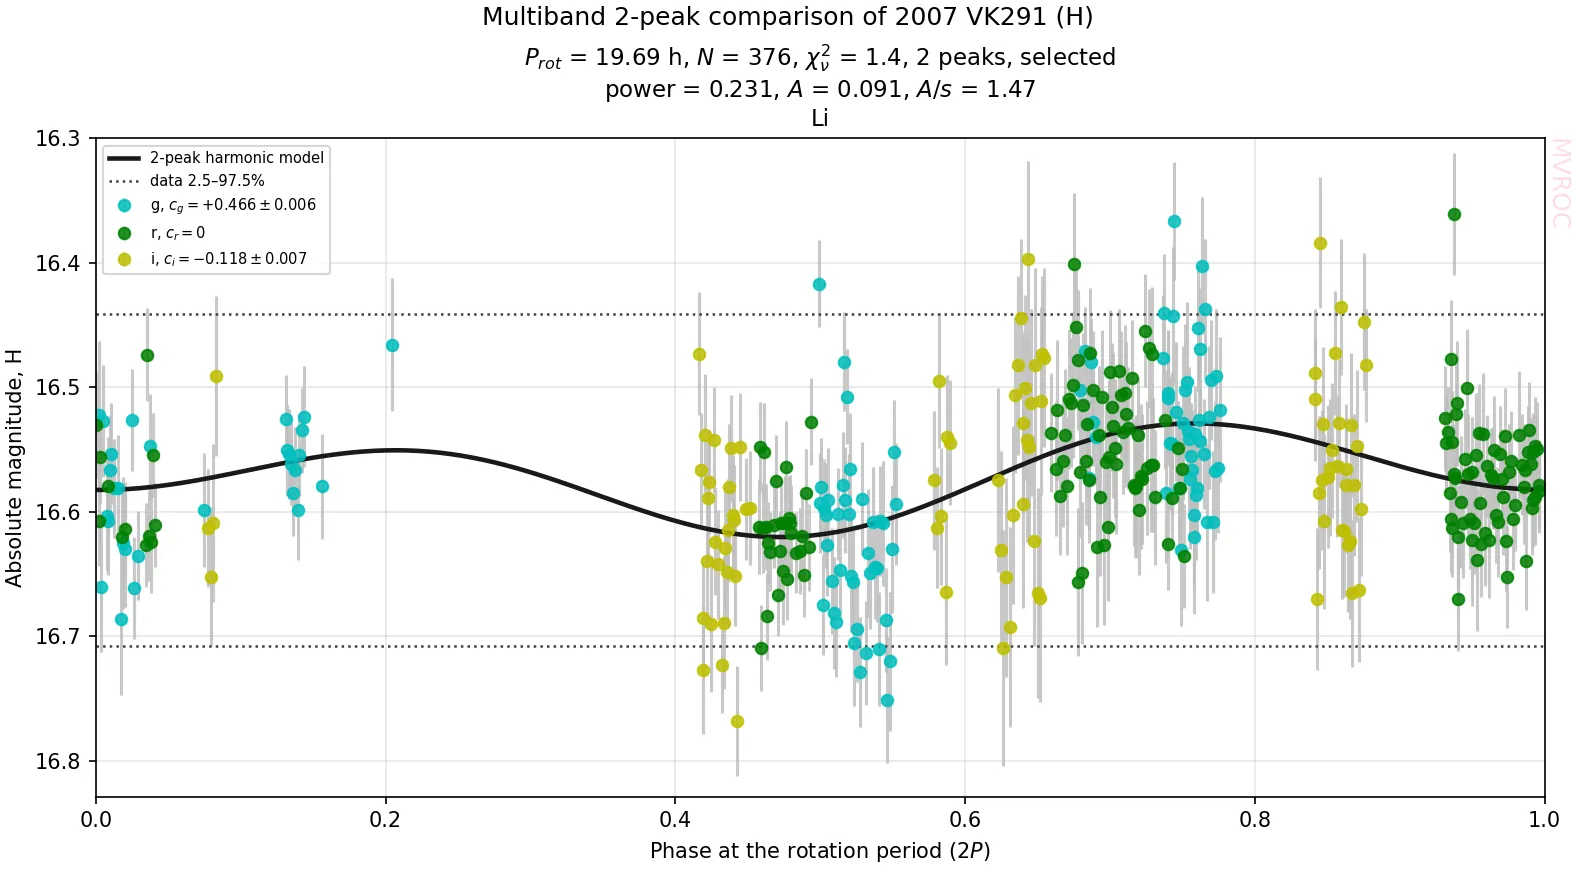 Multiband 2-peak comparison of 2007 VK291 (H)
P_rot = 19.69 h, N = 376, χ²_ν = 1.4, 2 peaks, selected
power = 0.231, A = 0.091, A/s = 1.47
Li
16.3
16.4
16.5
16.6
16.7
16.8
Absolute magnitude, H
2-peak harmonic model
data 2.5–97.5%
g, c_g = +0.466 ± 0.006
r, c_r = 0
i, c_i = −0.118 ± 0.007
MVROC
0.0 0.2 0.4 0.6 0.8 1.0
Phase at the rotation period (2P)